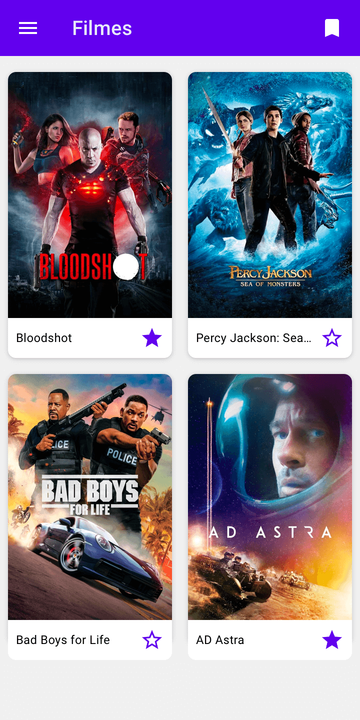 Filmes
BLOODSHOT
Bloodshot
PERCY JACKSON
SEA OF MONSTERS
Percy Jackson: Sea...
POLICE
POLICE
BAD BOYS
FOR LIFE
Bad Boys for Life
AD ASTRA
AD Astra